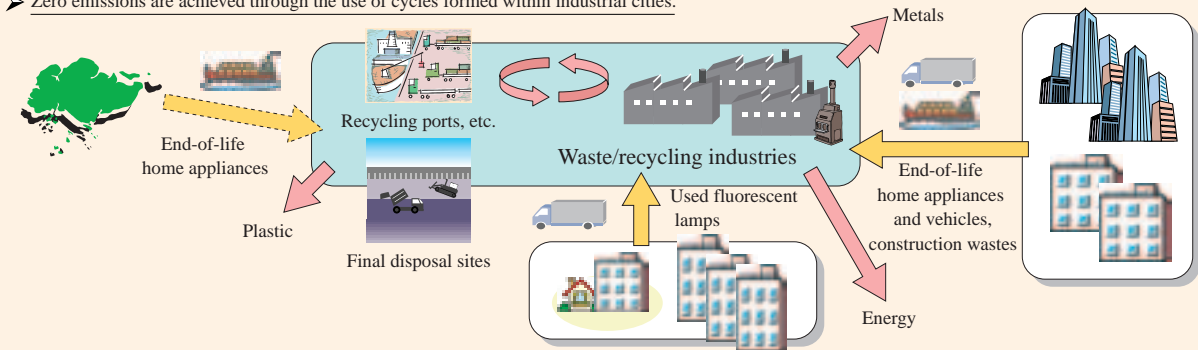 ➢ Zero emissions are achieved through the use of cycles formed within industrial cities.
Metals
Recycling ports, etc.
End-of-life
home appliances
Waste/recycling industries
End-of-life
home appliances
and vehicles,
construction wastes
Used fluorescent
lamps
Plastic
Final disposal sites
Energy